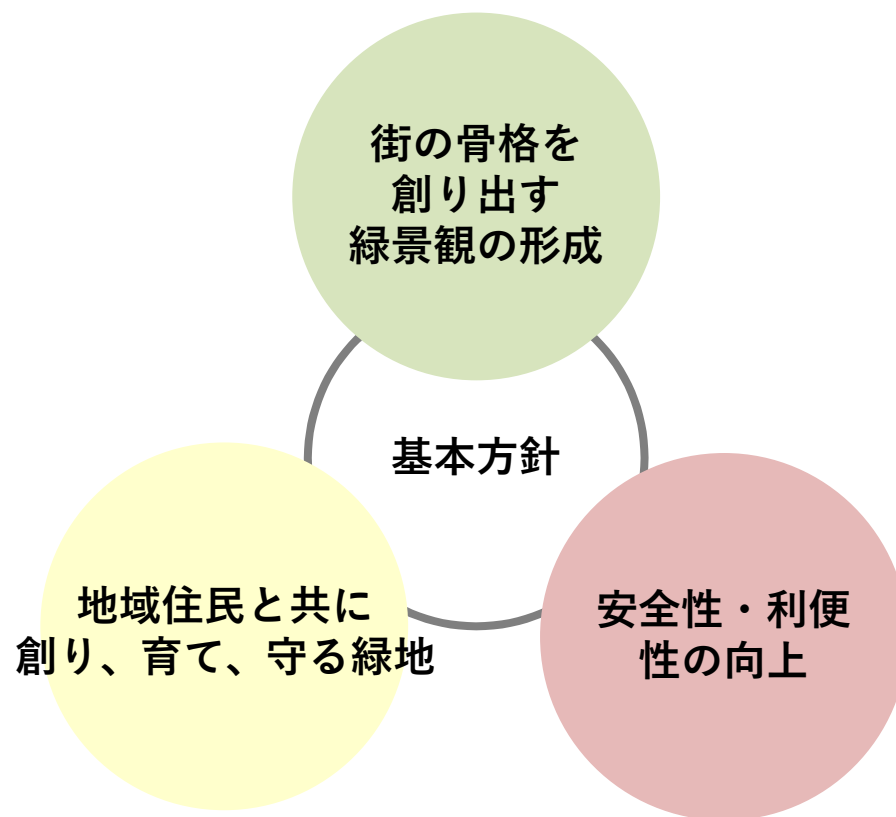 街の骨格を
創り出す
緑景観の形成
基本方針
地域住民と共に
創り、育て、守る緑地
安全性・利便
性の向上